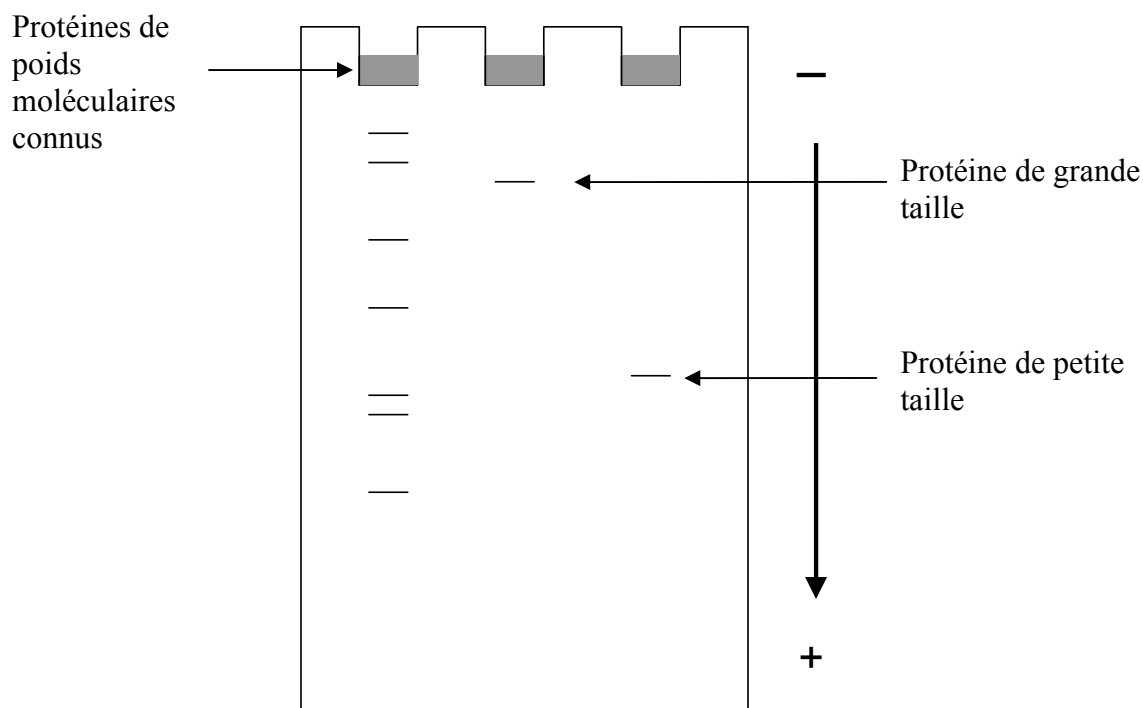 Protéines de
poids
moléculaires
connus
–
Protéine de grande
taille
Protéine de petite
taille
+